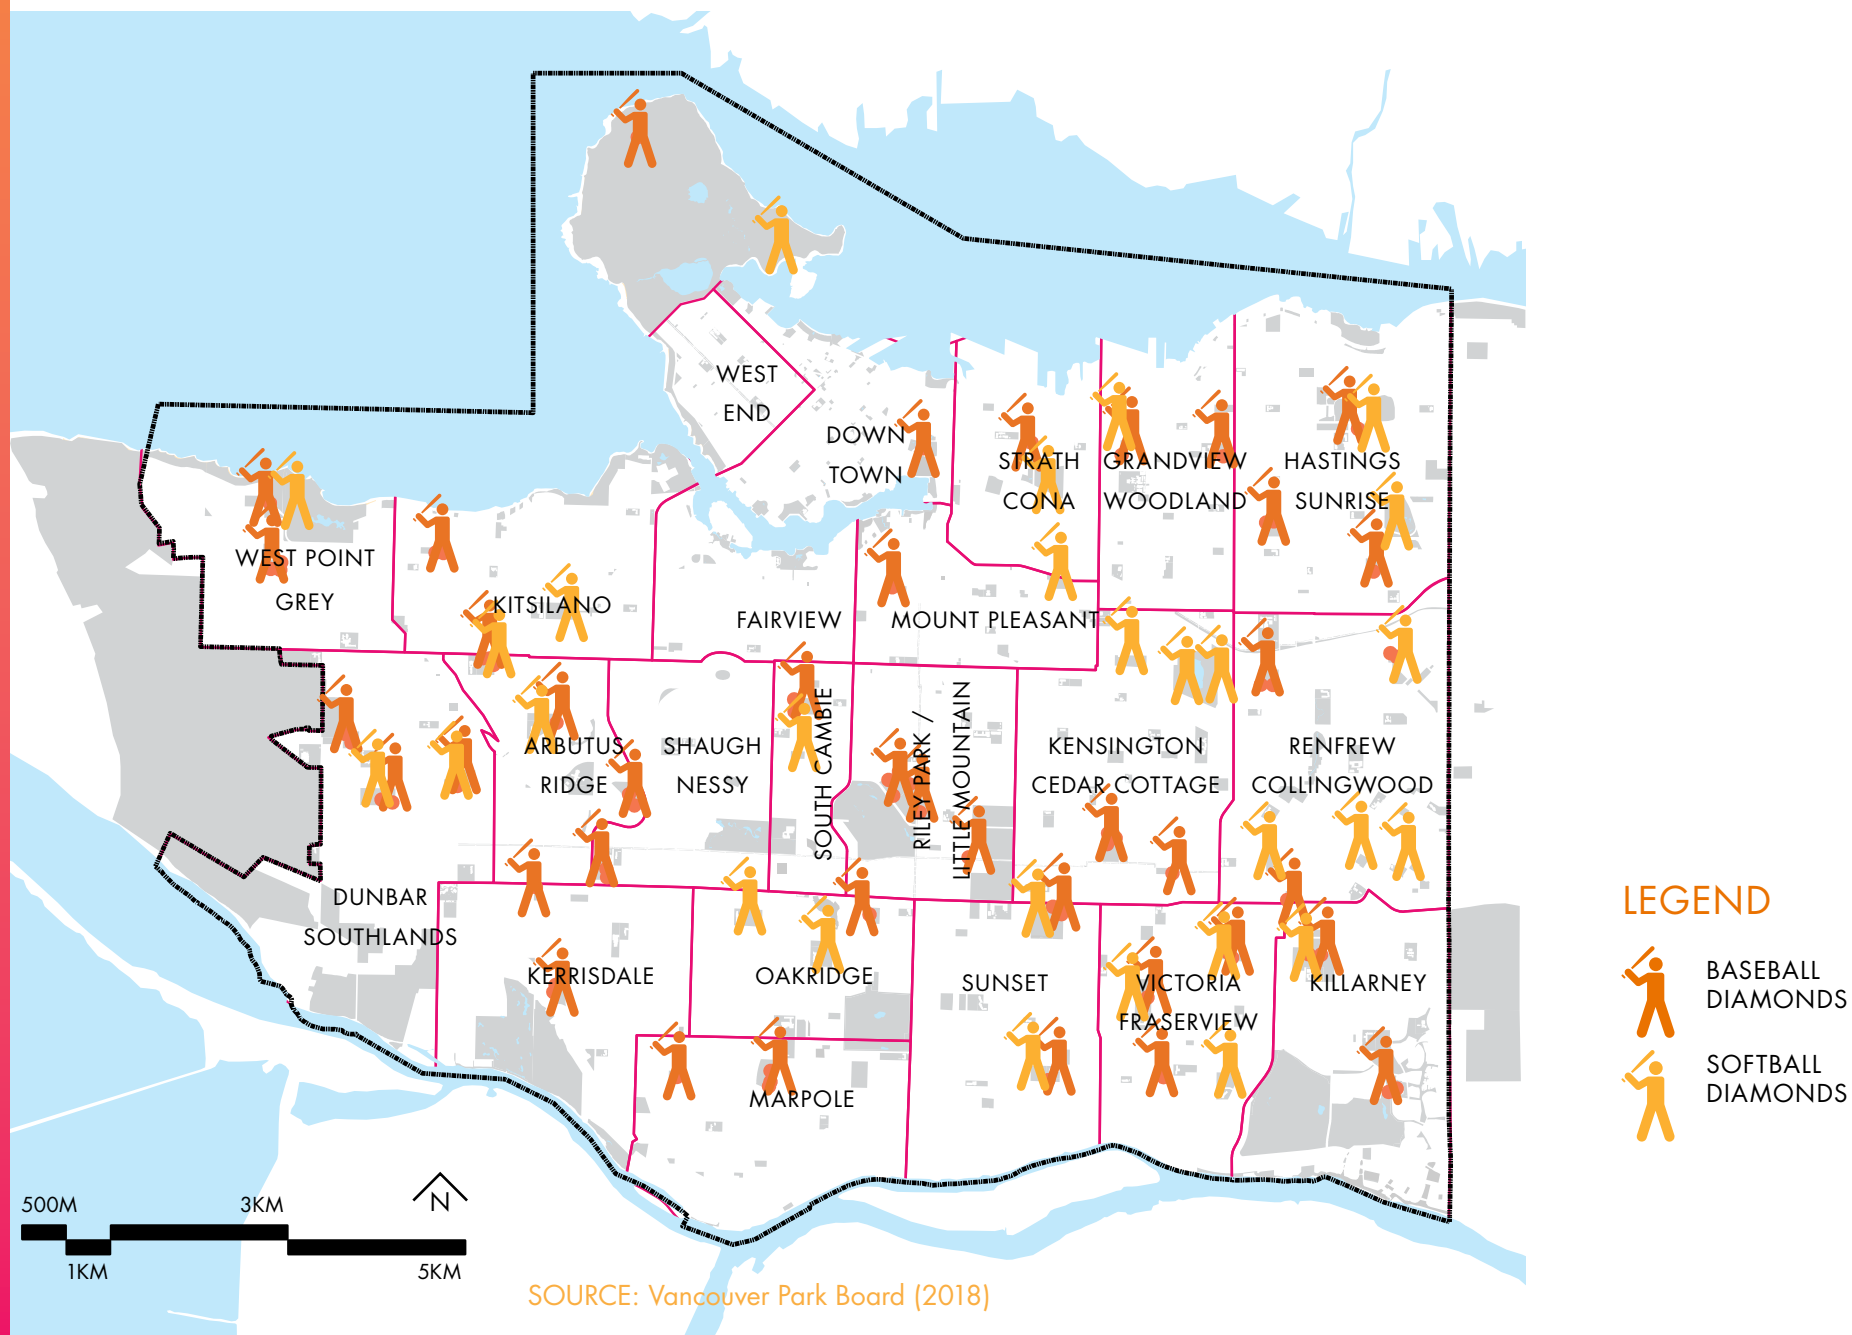 WEST
END
DOWN
TOWN
STRATH
CONA
GRANDVIEW
WOODLAND
HASTINGS
SUNRISE
WEST POINT
GREY
KITSILANO
FAIRVIEW
MOUNT PLEASANT
ARBUTUS
RIDGE
SHAUGH
NESSY
SOUTH CAMBIE
RILEY PARK /
LITTLE MOUNTAIN
KENSINGTON
CEDAR COTTAGE
RENFREW
COLLINGWOOD
DUNBAR
SOUTHLANDS
KERRISDALE
OAKRIDGE
SUNSET
VICTORIA
FRASERVIEW
KILLARNEY
MARPOLE
LEGEND
BASEBALL
DIAMONDS
SOFTBALL
DIAMONDS
500M
3KM
N
1KM
5KM
SOURCE: Vancouver Park Board (2018)